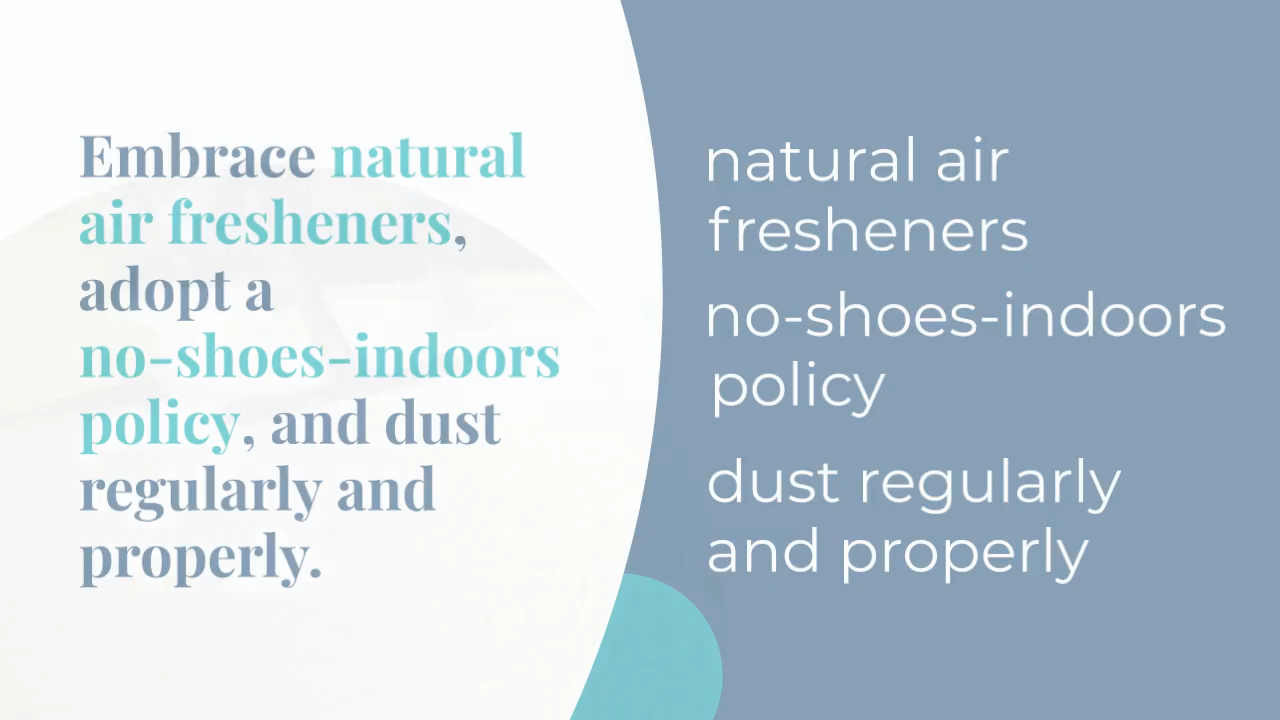 Embrace natural
air fresheners,
adopt a
no-shoes-indoors
policy, and dust
regularly and
properly.
natural air
fresheners
no-shoes-indoors
policy
dust regularly
and properly